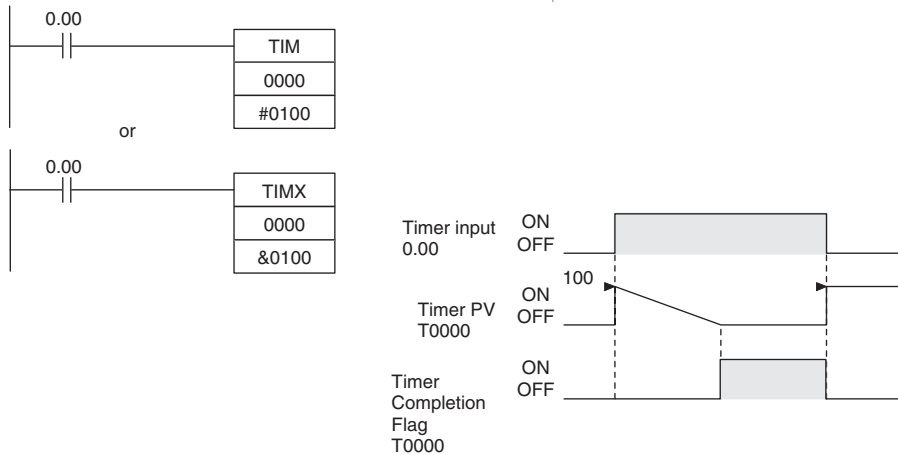 0.00
TIM
0000
#0100
or
0.00
TIMX
0000
&0100
Timer input
0.00
ON
OFF
100
Timer PV
T0000
ON
OFF
Timer
Completion
Flag
T0000
ON
OFF